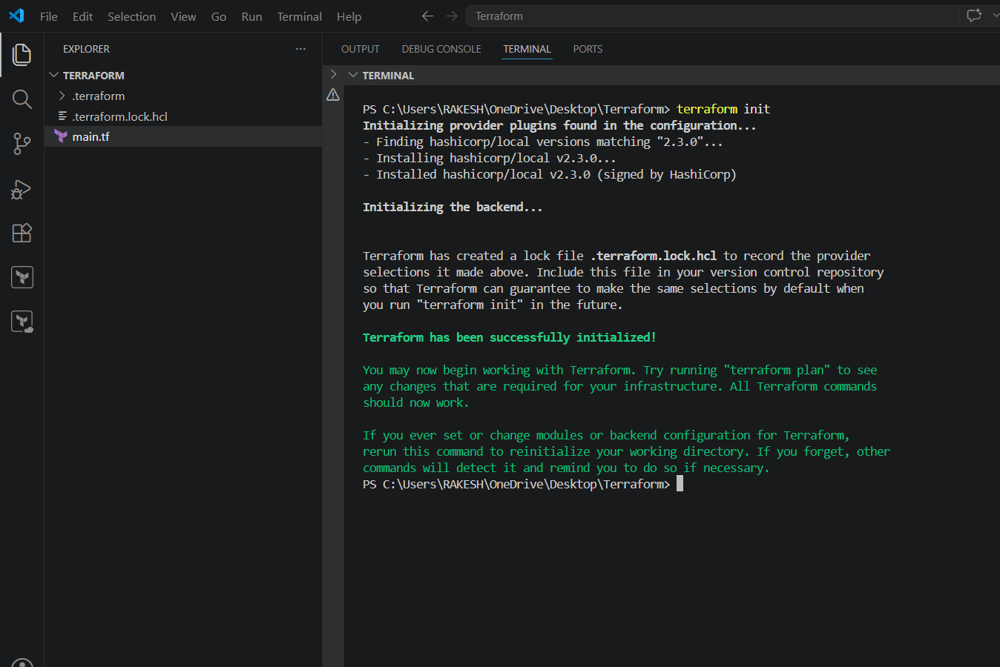 File Edit Selection View Go Run Terminal Help
Terraform
EXPLORER
TERRAFORM
.terraform
.terraform.lock.hcl
main.tf
OUTPUT DEBUG CONSOLE TERMINAL PORTS
TERMINAL
PS C:\Users\RAKESH\OneDrive\Desktop\Terraform> terraform init
Initializing provider plugins found in the configuration...
- Finding hashicorp/local versions matching "2.3.0"...
- Installing hashicorp/local v2.3.0...
- Installed hashicorp/local v2.3.0 (signed by HashiCorp)
Initializing the backend...
Terraform has created a lock file .terraform.lock.hcl to record the provider
selections it made above. Include this file in your version control repository
so that Terraform can guarantee to make the same selections by default when
you run "terraform init" in the future.
Terraform has been successfully initialized!
You may now begin working with Terraform. Try running "terraform plan" to see
any changes that are required for your infrastructure. All Terraform commands
should now work.
If you ever set or change modules or backend configuration for Terraform,
rerun this command to reinitialize your working directory. If you forget, other
commands will detect it and remind you to do so if necessary.
PS C:\Users\RAKESH\OneDrive\Desktop\Terraform>